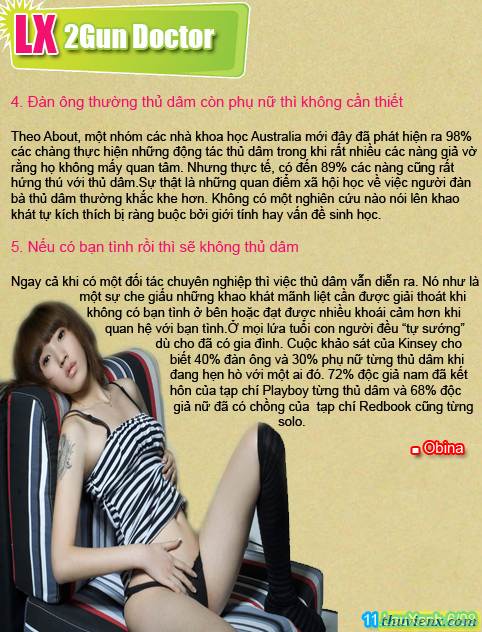 LX 2Gun Doctor
4. Đàn ông thường thủ dâm còn phụ nữ thì không cần thiết
Theo About, một nhóm các nhà khoa học Australia mới đây đã phát hiện ra 98%
các chàng thực hiện những động tác thủ dâm trong khi rất nhiều các nàng giả vờ
rằng họ không mấy quan tâm. Nhưng thực tế, có đến 89% các nàng cũng rất
hứng thú với thủ dâm.Sự thật là những quan điểm xã hội học về việc người đàn
bà thủ dâm thường khắc khe hơn. Không có một nghiên cứu nào nói lên khao
khát tự kích thích bị ràng buộc bởi giới tính hay vấn đề sinh học.
5. Nếu có bạn tình rồi thì sẽ không thủ dâm
Ngay cả khi có một đối tác chuyên nghiệp thì việc thủ dâm vẫn diễn ra. Nó như là
một sự che giấu những khao khát mãnh liệt cần được giải thoát khi
không có bạn tình ở bên hoặc đạt được nhiều khoái cảm hơn khi
quan hệ với bạn tình.Ở mọi lứa tuổi con người đều “tự sướng”
dù cho đã có gia đình. Cuộc khảo sát của Kinsey cho
biết 40% đàn ông và 30% phụ nữ từng thủ dâm khi
đang hẹn hò với một ai đó. 72% độc giả nam đã kết
hôn của tạp chí Playboy từng thủ dâm và 68% độc
giả nữ đã có chồng của tạp chí Redbook cũng từng
solo.
Obina
11
thuvienx.com